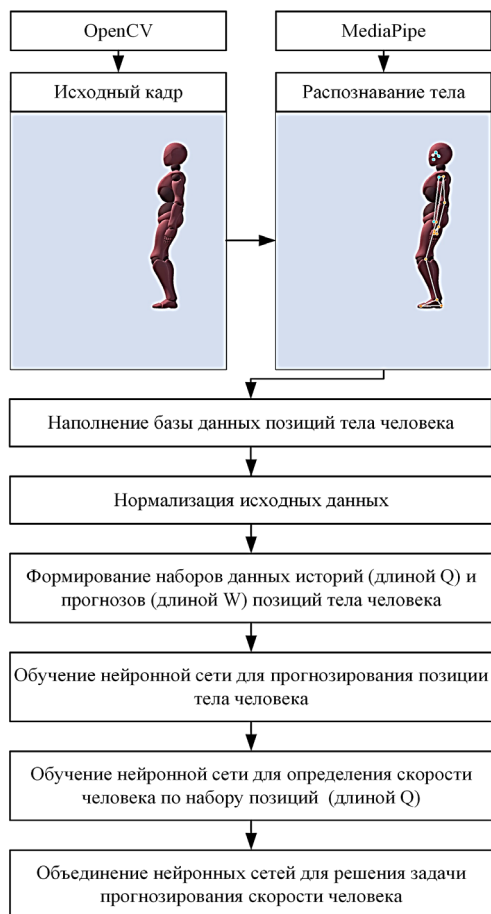 OpenCV
MediaPipe
Исходный кадр
Распознавание тела
Наполнение базы данных позиций тела человека
Нормализация исходных данных
Формирование наборов данных историй (длиной Q) и
прогнозов (длиной W) позиций тела человека
Обучение нейронной сети для прогнозирования позиции
тела человека
Обучение нейронной сети для определения скорости
человека по набору позиций (длиной Q)
Объединение нейронных сетей для решения задачи
прогнозирования скорости человека